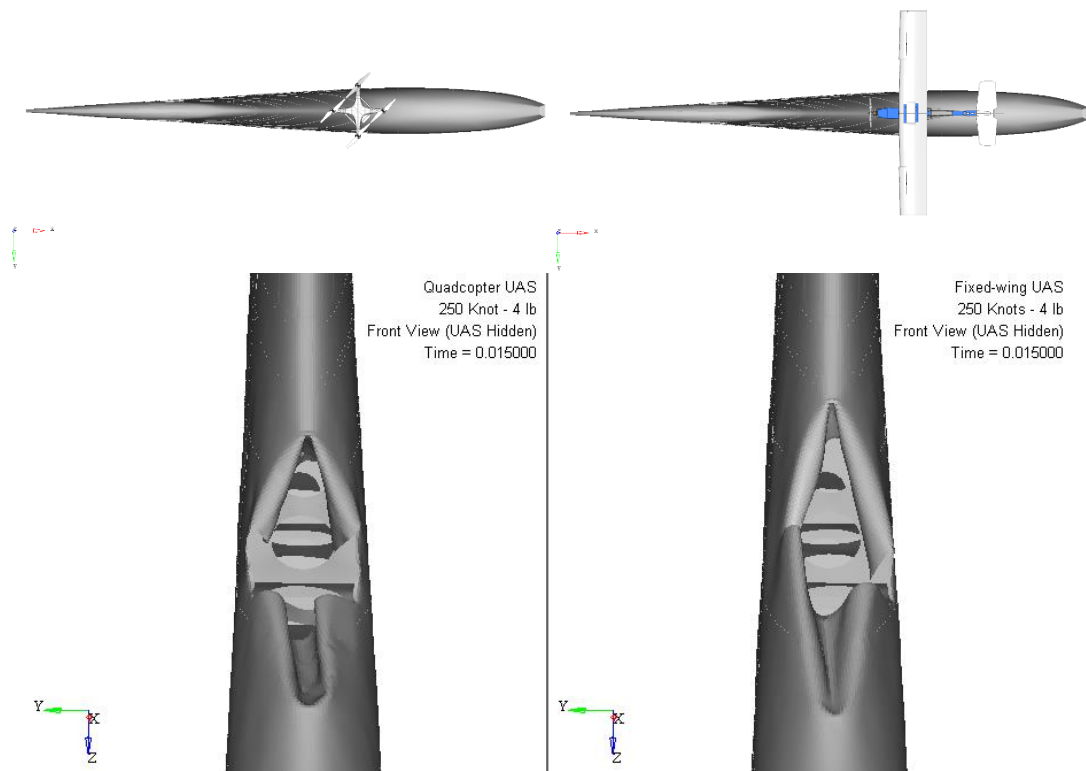 Quadcopter UAS
250 Knot - 4 lb
Front View (UAS Hidden)
Time = 0.015000
Fixed-wing UAS
250 Knots - 4 lb
Front View (UAS Hidden)
Time = 0.015000
Y
X
Z
Y
X
Z